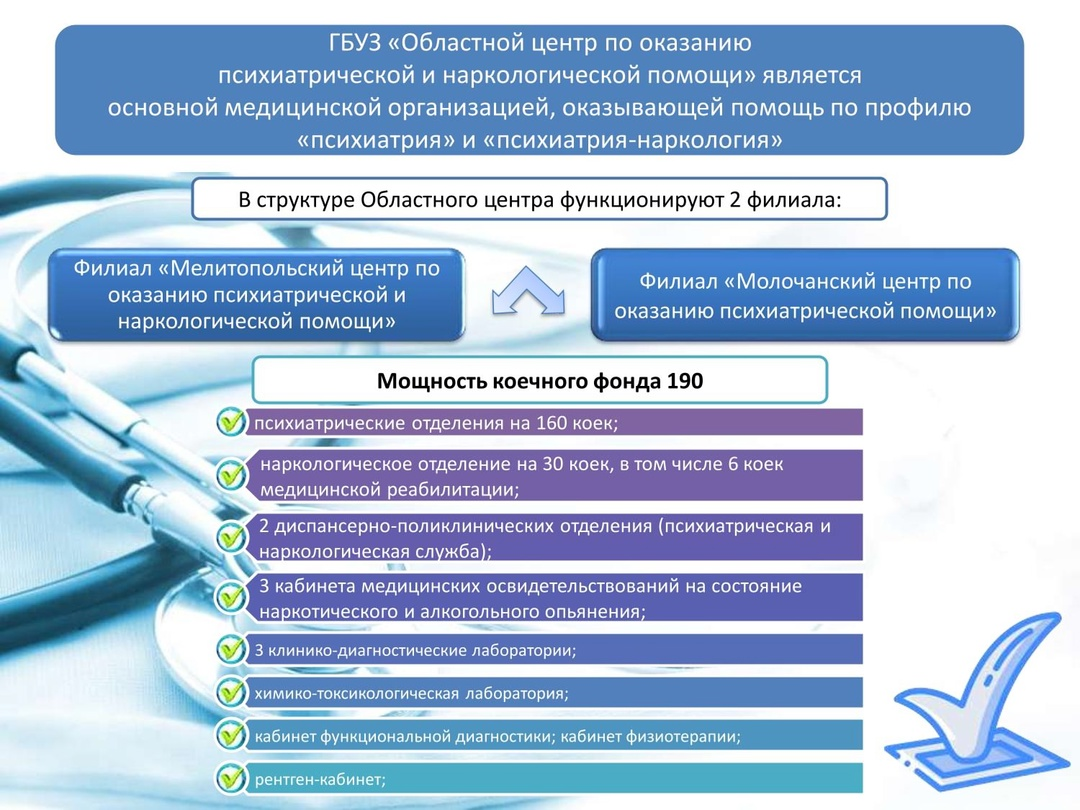 ГБУЗ «Областной центр по оказанию
психиатрической и наркологической помощи» является
основной медицинской организацией, оказывающей помощь по профилю
«психиатрия» и «психиатрия-наркология»
В структуре Областного центра функционируют 2 филиала:
Филиал «Мелитопольский центр по
оказанию психиатрической и
наркологической помощи»
Филиал «Молочанский центр по
оказанию психиатрической помощи»
Мощность коечного фонда 190
психиатрические отделения на 160 коек;
наркологическое отделение на 30 коек, в том числе 6 коек
медицинской реабилитации;
2 диспансерно-поликлинических отделения (психиатрическая и
наркологическая служба);
3 кабинета медицинских освидетельствований на состояние
наркотического и алкогольного опьянения;
3 клинико-диагностические лаборатории;
химико-токсикологическая лаборатория;
кабинет функциональной диагностики; кабинет физиотерапии;
рентген-кабинет;